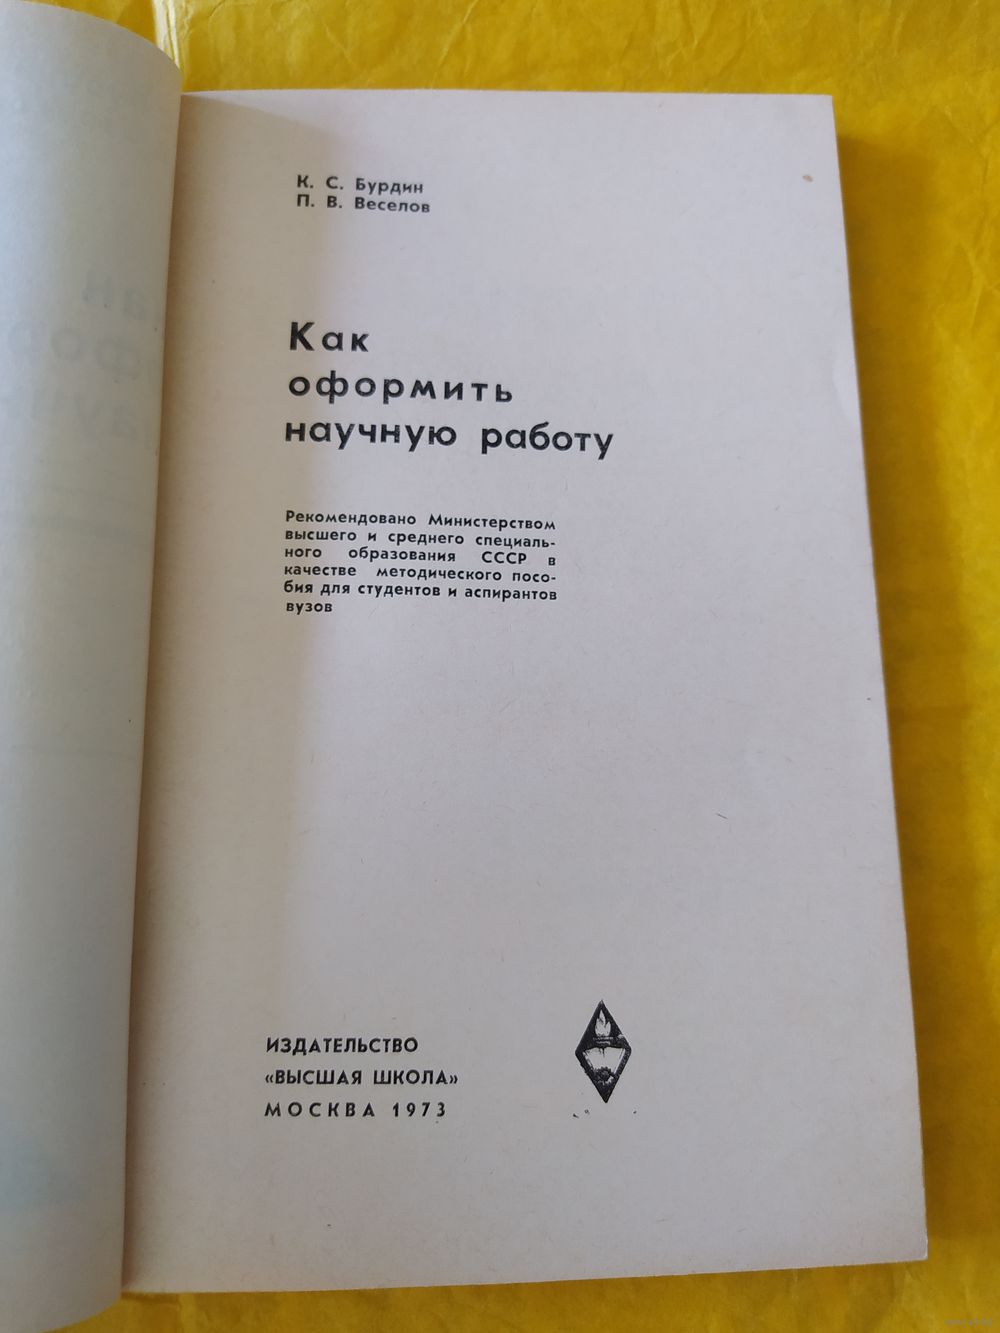 К. С. Бурдин
П. В. Веселов
Как
оформить
научную работу
Рекомендовано Министерством
высшего и среднего специаль-
ного образования СССР в
качестве методического посо-
бия для студентов и аспирантов
вузов
ИЗДАТЕЛЬСТВО
«ВЫСШАЯ ШКОЛА»
МОСКВА 1973